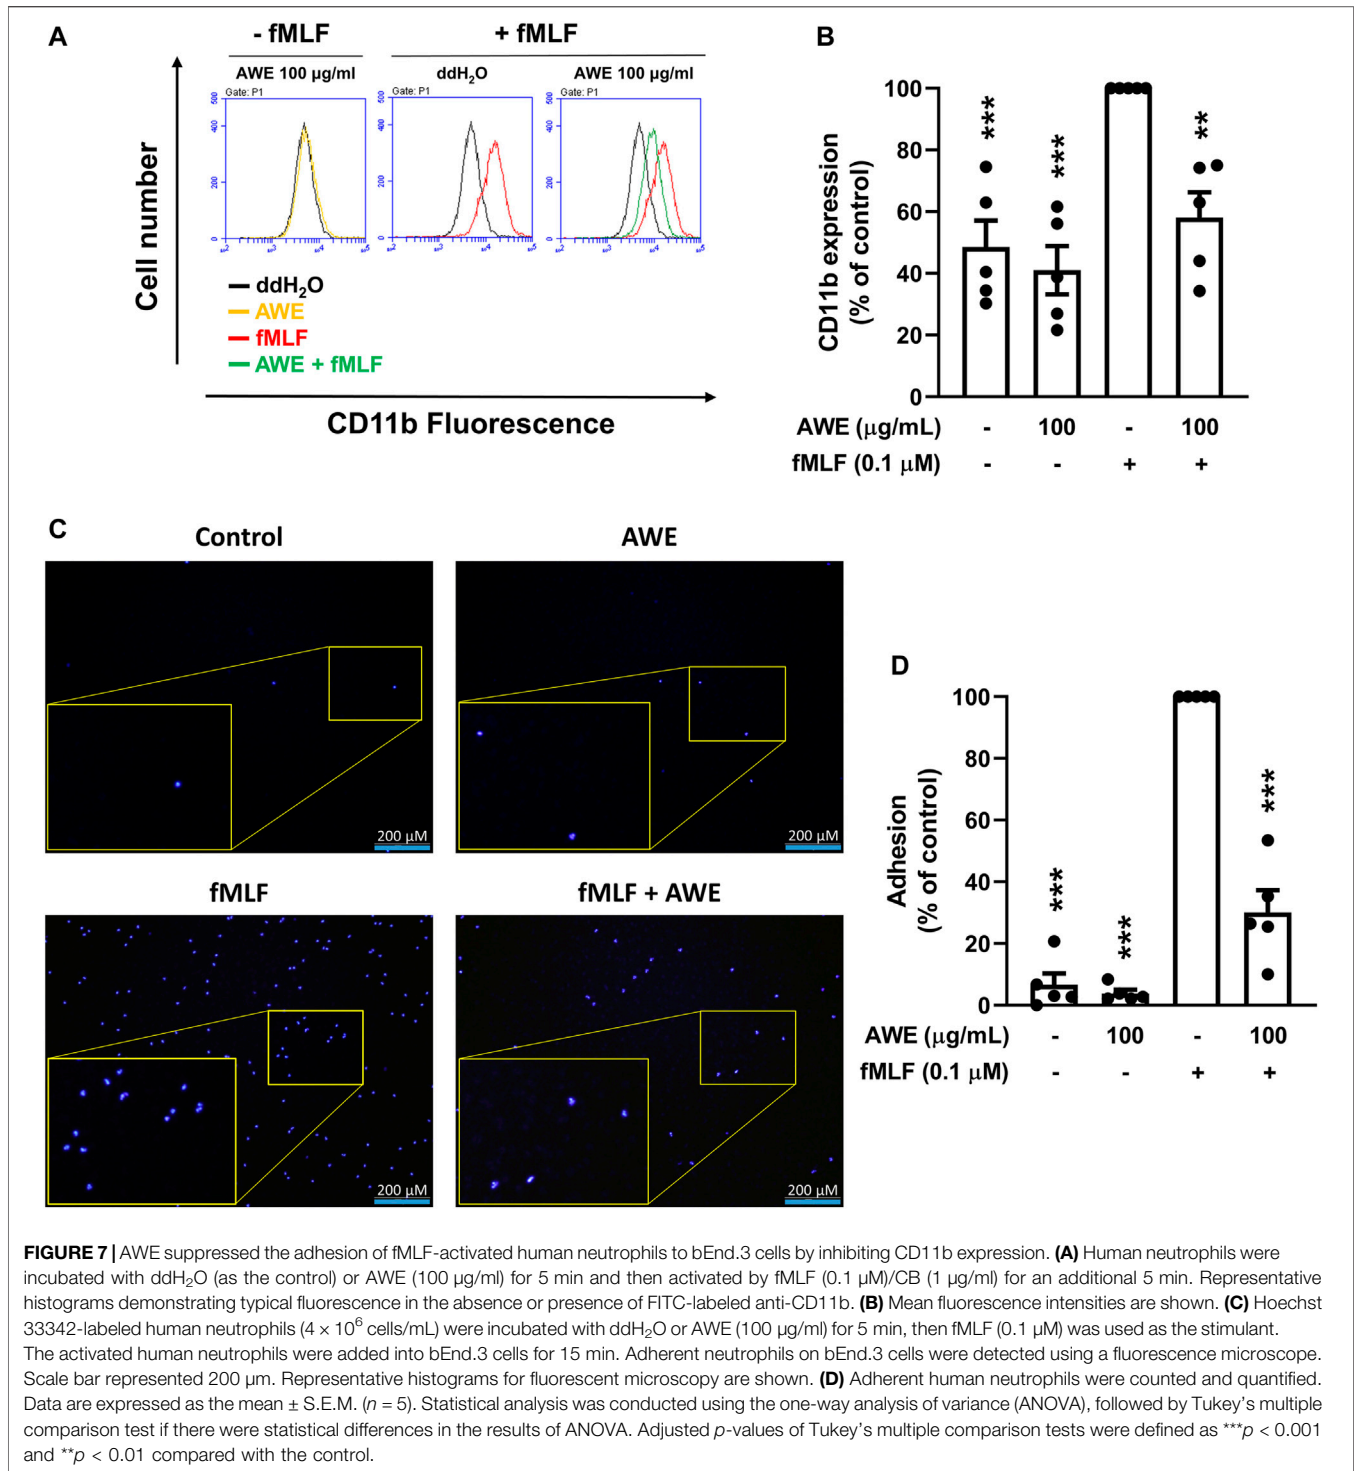 A
- fMLF
+ fMLF
AWE 100 µg/ml
ddH₂O
AWE 100 µg/ml
Gate: P1
Gate: P1
Gate: P1
500
400
200
0
500
400
200
0
500
400
200
0
Cell number
ddH₂O
AWE
fMLF
AWE + fMLF
CD11b Fluorescence
B
CD11b expression
(% of control)
100
80
60
40
20
0
***
***
**
AWE (µg/mL) - 100 - 100
fMLF (0.1 µM) - - + +
C
Control
AWE
200 µM
200 µM
fMLF
fMLF + AWE
200 µM
200 µM
D
Adhesion
(% of control)
100
80
60
40
20
0
***
***
***
AWE (µg/mL) - 100 - 100
fMLF (0.1 µM) - - + +
FIGURE 7 | AWE suppressed the adhesion of fMLF-activated human neutrophils to bEnd.3 cells by inhibiting CD11b expression. (A) Human neutrophils were
incubated with ddH₂O (as the control) or AWE (100 µg/ml) for 5 min and then activated by fMLF (0.1 µM)/CB (1 µg/ml) for an additional 5 min. Representative
histograms demonstrating typical fluorescence in the absence or presence of FITC-labeled anti-CD11b. (B) Mean fluorescence intensities are shown. (C) Hoechst
33342-labeled human neutrophils (4 × 10⁶ cells/mL) were incubated with ddH₂O or AWE (100 µg/ml) for 5 min, then fMLF (0.1 µM) was used as the stimulant.
The activated human neutrophils were added into bEnd.3 cells for 15 min. Adherent neutrophils on bEnd.3 cells were detected using a fluorescence microscope.
Scale bar represented 200 µm. Representative histograms for fluorescent microscopy are shown. (D) Adherent human neutrophils were counted and quantified.
Data are expressed as the mean ± S.E.M. (n = 5). Statistical analysis was conducted using the one-way analysis of variance (ANOVA), followed by Tukey's multiple
comparison test if there were statistical differences in the results of ANOVA. Adjusted p-values of Tukey's multiple comparison tests were defined as ***p < 0.001
and **p < 0.01 compared with the control.